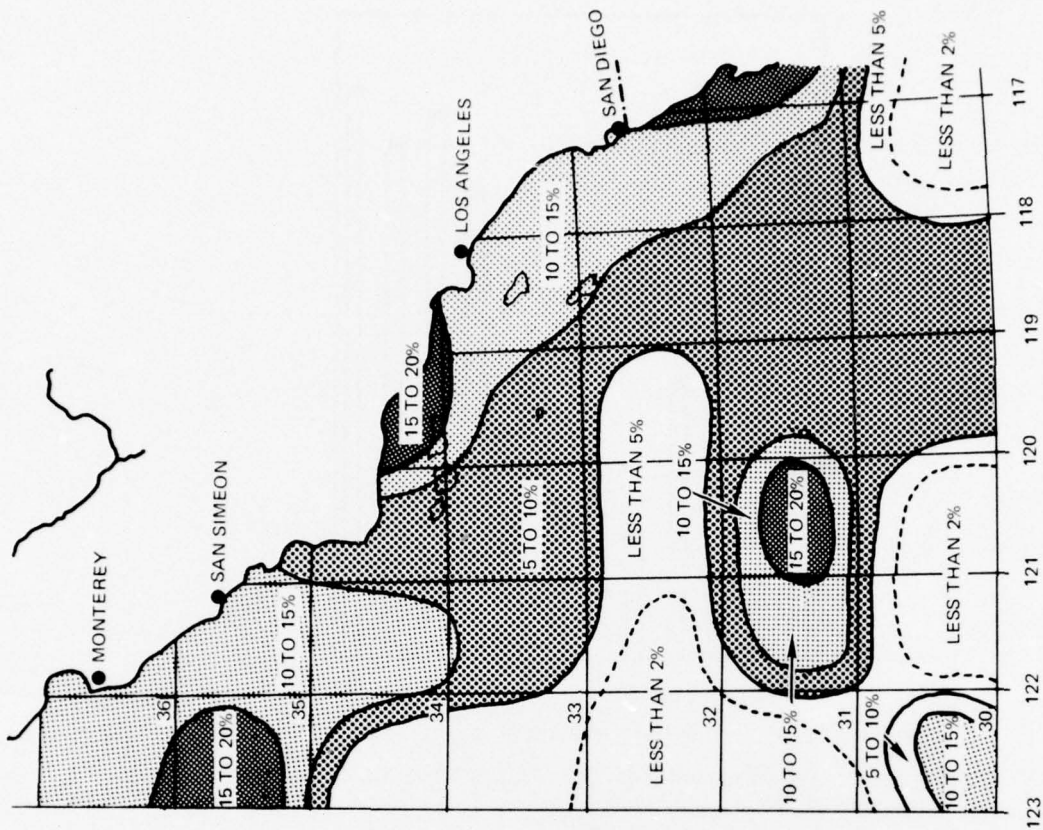 MONTEREY
SAN SIMEON
LOS ANGELES
SAN DIEGO
15 TO 20%
10 TO 15%
15 TO 20%
10 TO 15%
5 TO 10%
LESS THAN 5%
10 TO 15%
15 TO 20%
LESS THAN 2%
10 TO 15%
5 TO 10%
10 TO 15%
LESS THAN 2%
LESS THAN 5%
LESS THAN 2%
36
35
34
33
32
31
30
123
122
121
120
119
118
117